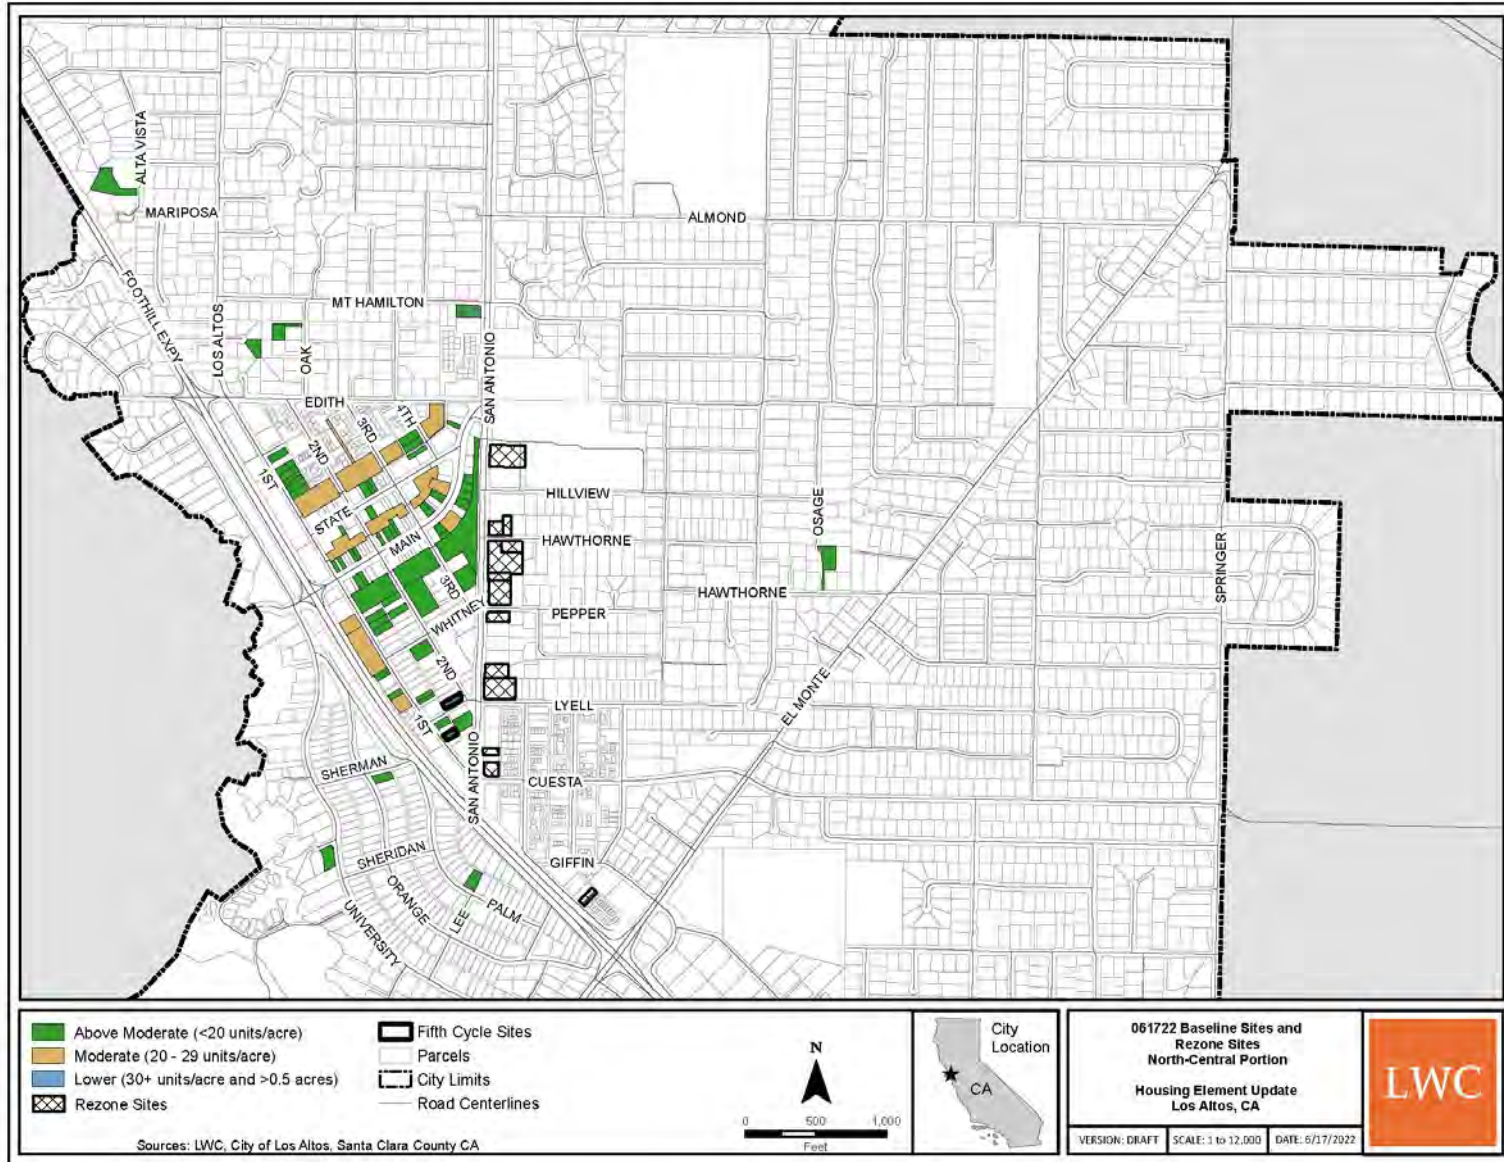 ALTA VISTA
MARIPOSA
ALMOND
FOOTHILL EXPY
MT HAMILTON
LOS ALTOS
OAK
SAN ANTONIO
EDITH
4TH
3RD
2ND
1ST
STATE
HILLVIEW
OSAGE
MAIN
HAWTHORNE
SPRINGER
3RD
HAWTHORNE
WHITNEY
PEPPER
2ND
EL MONTE
LYELL
1ST
SAN ANTONIO
SHERMAN
CUESTA
SHERIDAN
GIFFIN
ORANGE
PALM
LEE
UNIVERSITY
Above Moderate (<20 units/acre)
Moderate (20 - 29 units/acre)
Lower (30+ units/acre and >0.5 acres)
Rezone Sites
Fifth Cycle Sites
Parcels
City Limits
Road Centerlines
Sources: LWC, City of Los Altos, Santa Clara County CA
N
0 500 1,000
Feet
City
Location
CA
061722 Baseline Sites and
Rezone Sites
North-Central Portion
Housing Element Update
Los Altos, CA
VERSION: DRAFT SCALE: 1 to 12,000 DATE: 6/17/2022
LWC